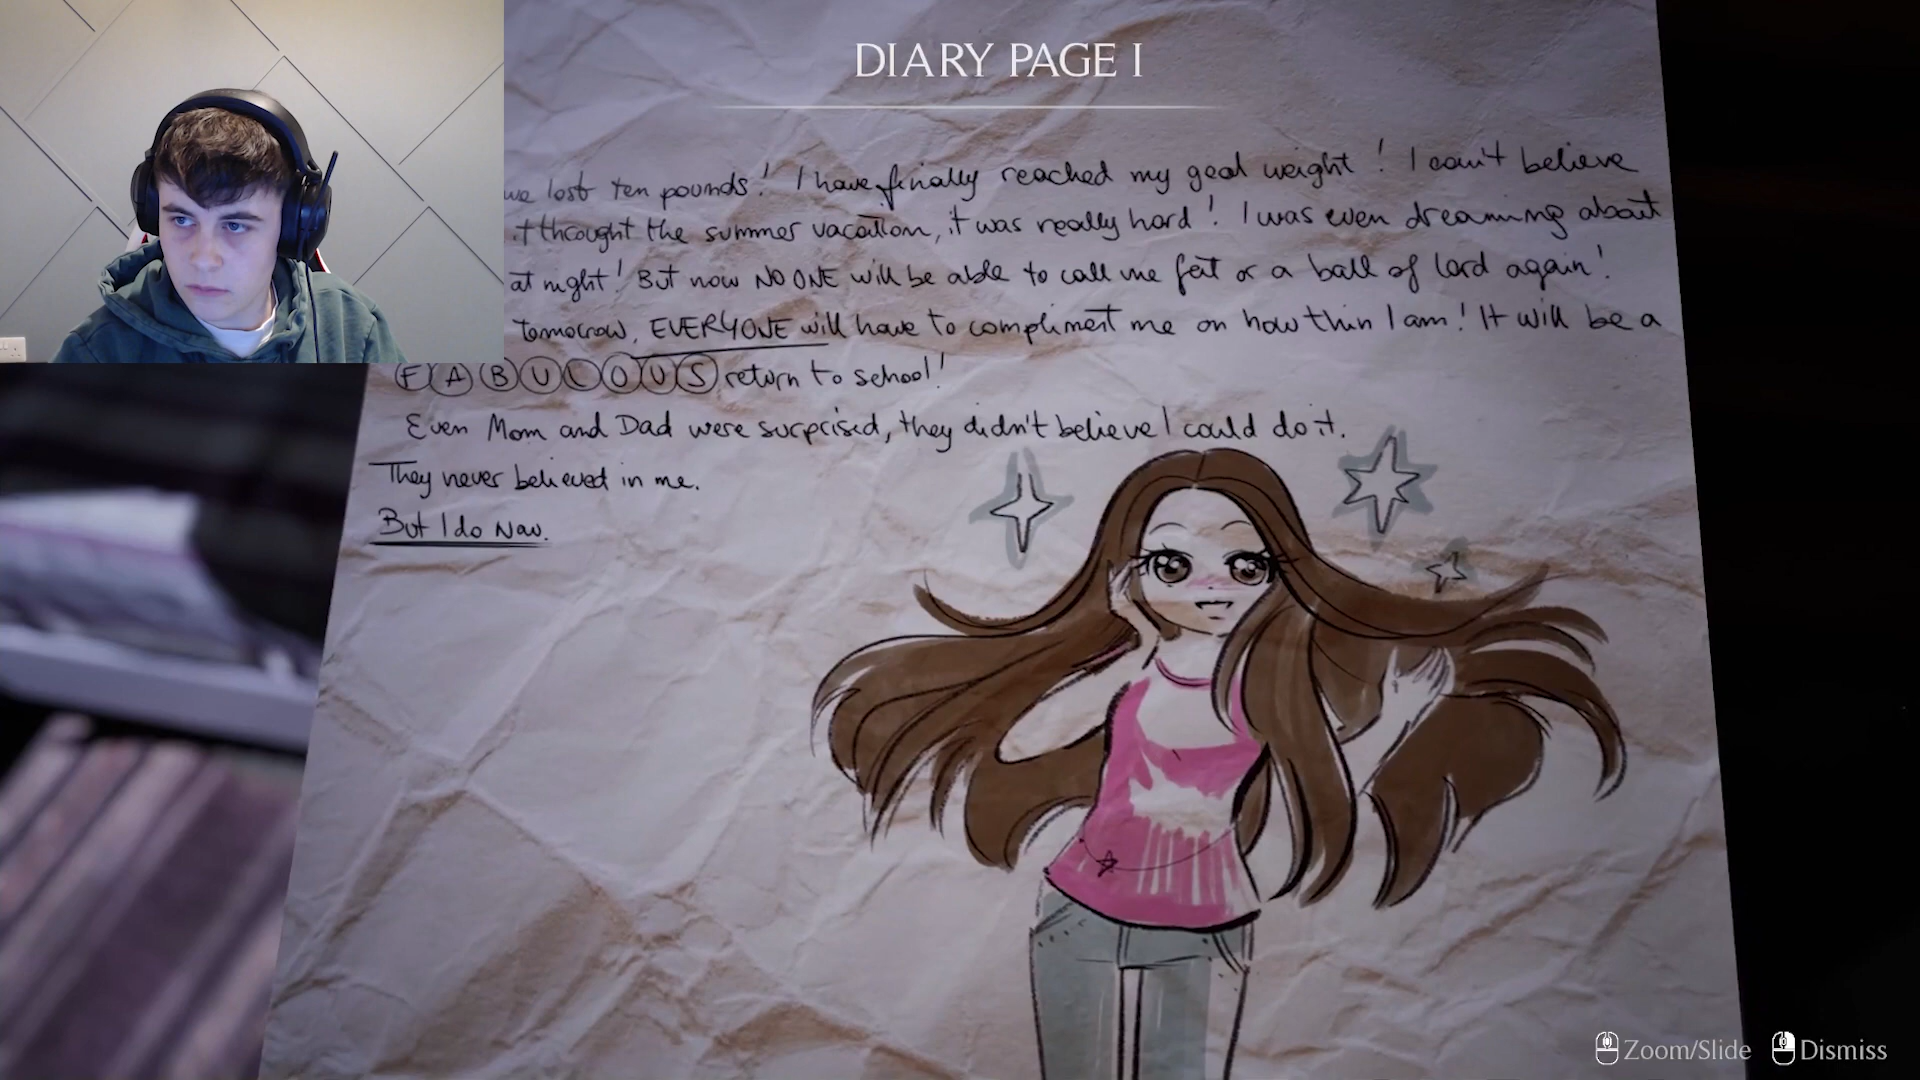 DIARY PAGE I
lost ten pounds! I have finally reached my goal weight! I can't believe
thr‌ought the summer vacation, it was really hard! I was even dreaming about
at night! But now NO ONE will be able to call me fat or a ball of lard again!
tomorrow, EVERYONE will have to compliment me on how thin I am! It will be a
FABULOUS return to school!
Even Mom and Dad were surprised, they didn't believe I could do it.
They never believed in me.
But I do now.
Zoom/Slide Dismiss